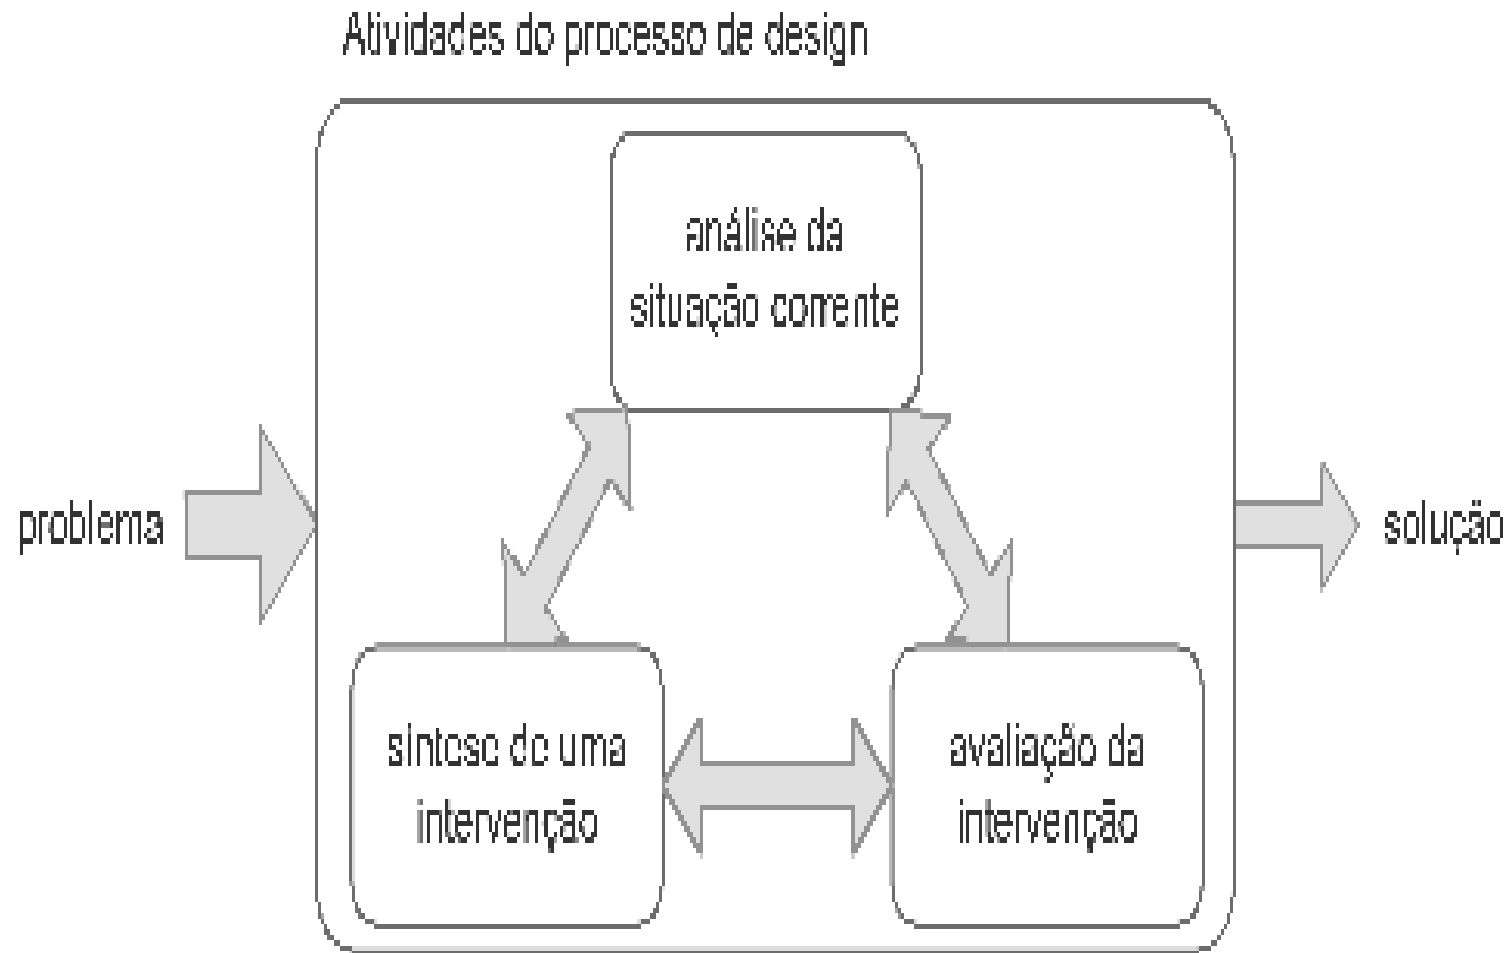 Atividades do processo de design
análise da
situação corrente
problema
solução
síntese de uma
intervenção
avaliação da
intervenção